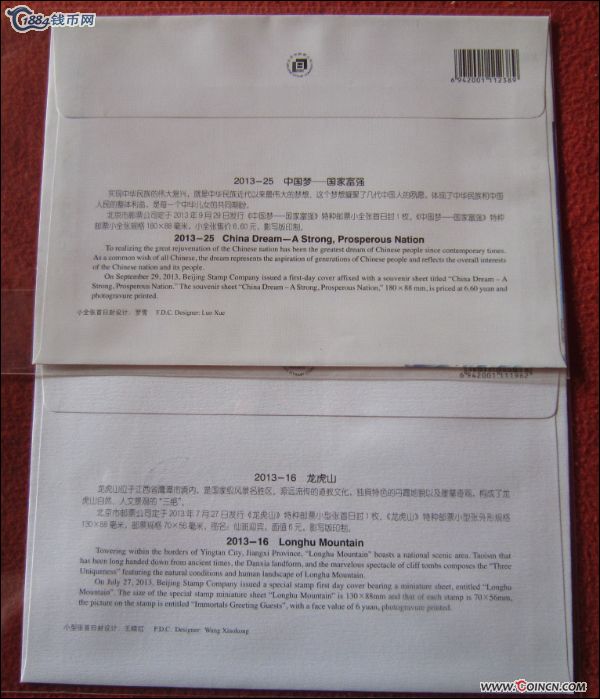 1884钱币网
6 942001 112389
2013-25 中国梦——国家富强
实现中华民族的伟大复兴，就是中华民族近代以来最伟大的梦想。这个梦想凝聚了几代中国人的夙愿，体现了中华民族和中国
人民的整体利益，是每一个中华儿女的共同期盼。
北京市邮票公司定于2013年9月29日发行《中国梦——国家富强》特种邮票小全张首日封1枚。《中国梦——国家富强》特种
邮票小全张规格180×88毫米，小全张售价6.60元，影写版印制。
2013-25 China Dream—A Strong, Prosperous Nation
To realizing the great rejuvenation of the Chinese nation has been the greatest dream of Chinese people since contemporary times.
As a common wish of all Chinese, the dream represents the aspiration of generations of Chinese people and reflects the overall interests
of the Chinese nation and its people.
On September 29, 2013, Beijing Stamp Company issued a first-day cover affixed with a souvenir sheet titled "China Dream – A
Strong, Prosperous Nation." The souvenir sheet "China Dream – A Strong, Prosperous Nation," 180×88 mm, is priced at 6.60 yuan and
photogravure printed.
小全张首日封设计：罗雪 F.D.C. Designer: Luo Xue
6 942001 111962
2013-16 龙虎山
龙虎山位于江西省鹰潭市境内，是国家级风景名胜区，源远流传的道教文化、独具特色的丹霞地貌以及崖墓奇观，构成了龙
虎山自然、人文景观的“三绝”。
北京市邮票公司定于2013年7月27日发行《龙虎山》特种邮票小型张首日封1枚。《龙虎山》特种邮票小型张外形规格
130×88毫米，邮票规格70×56毫米，图名：仙派迎宾，面值6元，影写版印制。
2013-16 Longhu Mountain
Towering within the borders of Yingtan City, Jiangxi Province, "Longhu Mountain" boasts a national scenic area. Taoism that
has been long handed down from ancient times, the Danxia landform, and the marvelous spectacle of cliff tombs composes the "Three
Uniqueness" featuring the natural conditions and human landscape of Longhu Mountain.
On July 27, 2013, Beijing Stamp Company issued a special stamp first day cover bearing a miniature sheet, entitled "Longhu
Mountain". The size of the special stamp miniature sheet "Longhu Mountain" is 130×88mm and that of each stamp is 70×56mm,
the picture on the stamp is entitled "Immortals Greeting Guests", with a face value of 6 yuan, photogravure printed.
小型张首日封设计：王晓红 F.D.C. Designer: Wang Xiaohong
www.COINCN.com